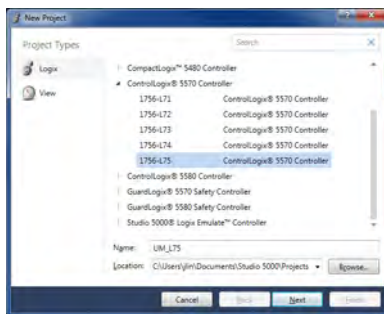 New Project
Project Types
Search
Logix
View
CompactLogix™ 5480 Controller
ControlLogix® 5570 Controller
1756-L71 ControlLogix® 5570 Controller
1756-L72 ControlLogix® 5570 Controller
1756-L73 ControlLogix® 5570 Controller
1756-L74 ControlLogix® 5570 Controller
1756-L75 ControlLogix® 5570 Controller
ControlLogix® 5580 Controller
GuardLogix® 5570 Safety Controller
GuardLogix® 5580 Safety Controller
Studio 5000® Logix Emulate™ Controller
Name: UM_L75
Location: C:\Users\jlin\Documents\Studio 5000\Projects Browse...
Cancel Back Next Finish